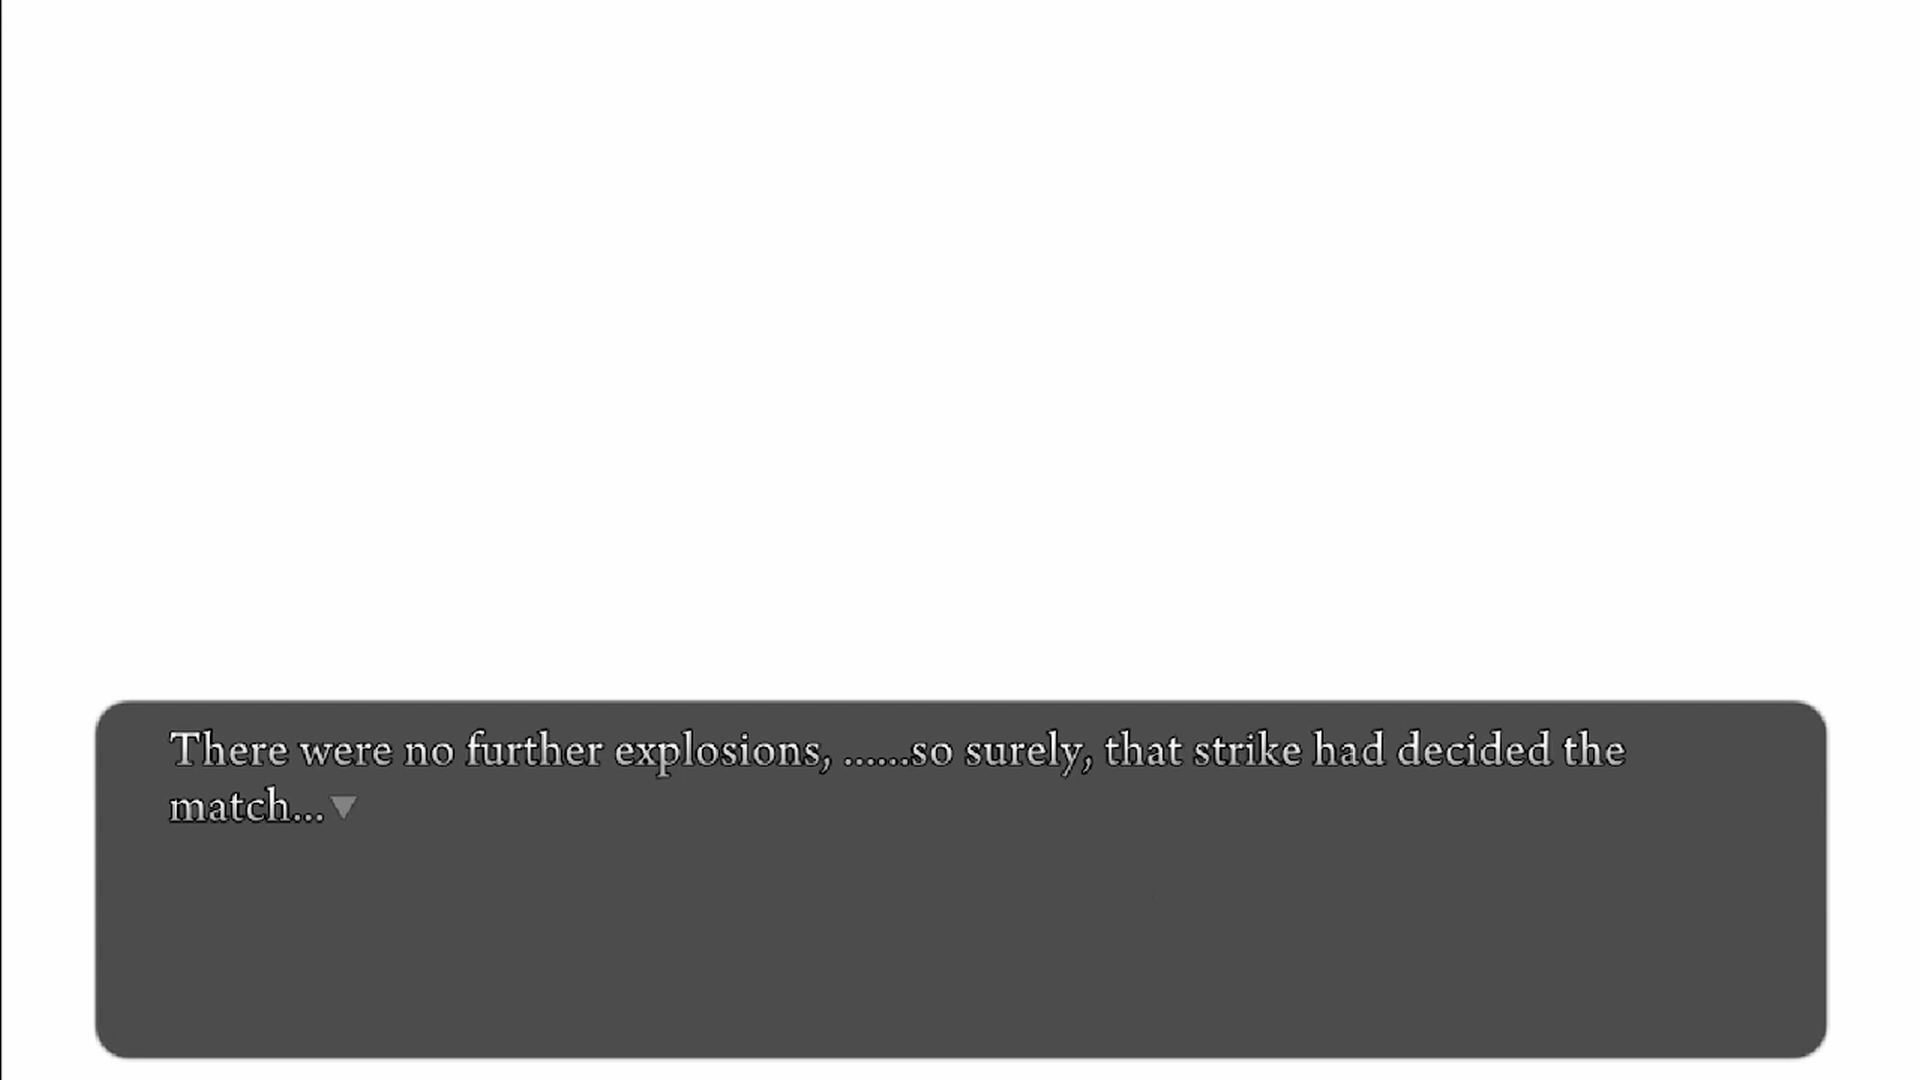 There were no further explosions, ......so surely, that strike had decided the
match...